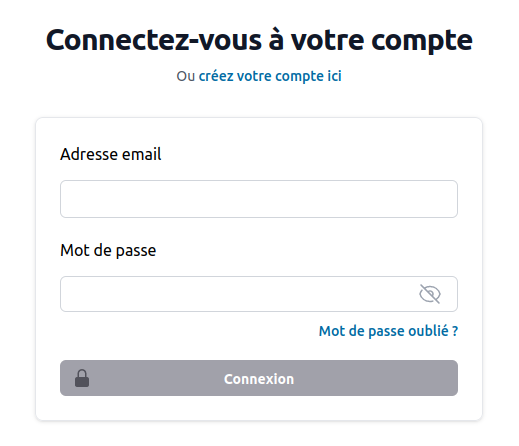 Connectez-vous à votre compte
Ou créez votre compte ici
Adresse email
Mot de passe
Mot de passe oublié ?
Connexion